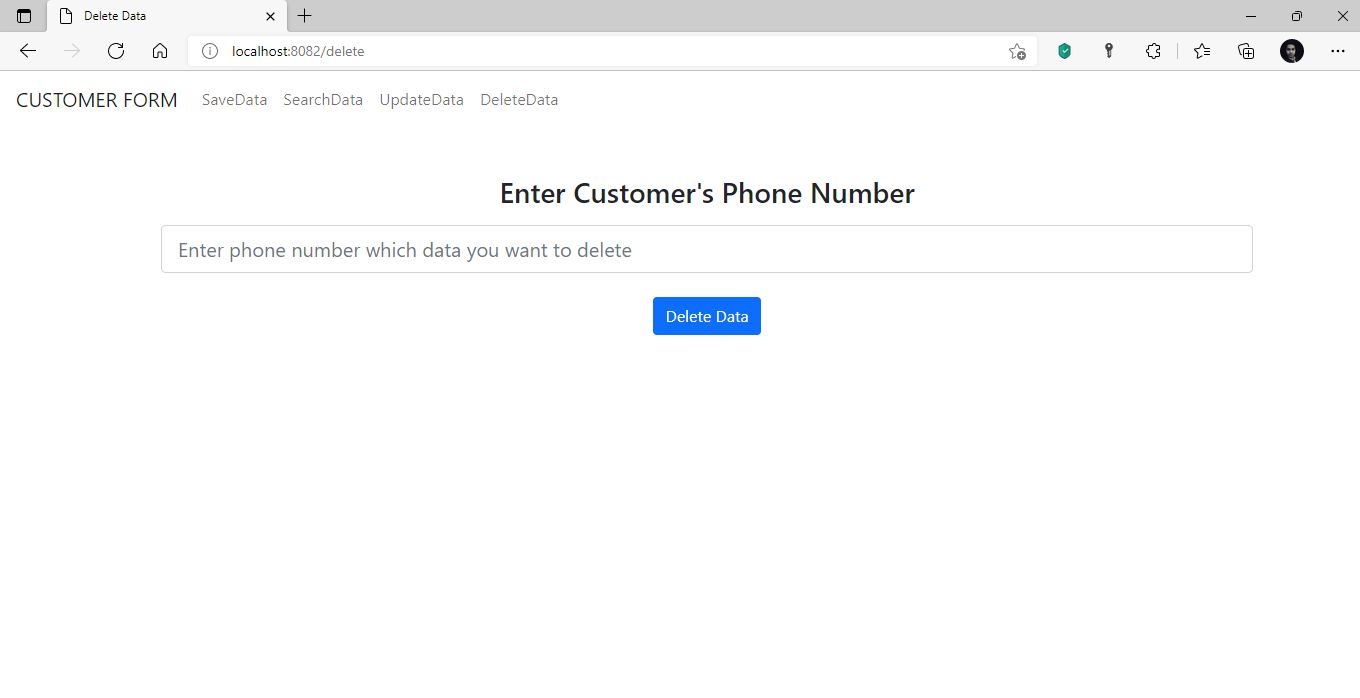 Delete Data
localhost:8082/delete
CUSTOMER FORM SaveData SearchData UpdateData DeleteData
Enter Customer's Phone Number
Enter phone number which data you want to delete
Delete Data